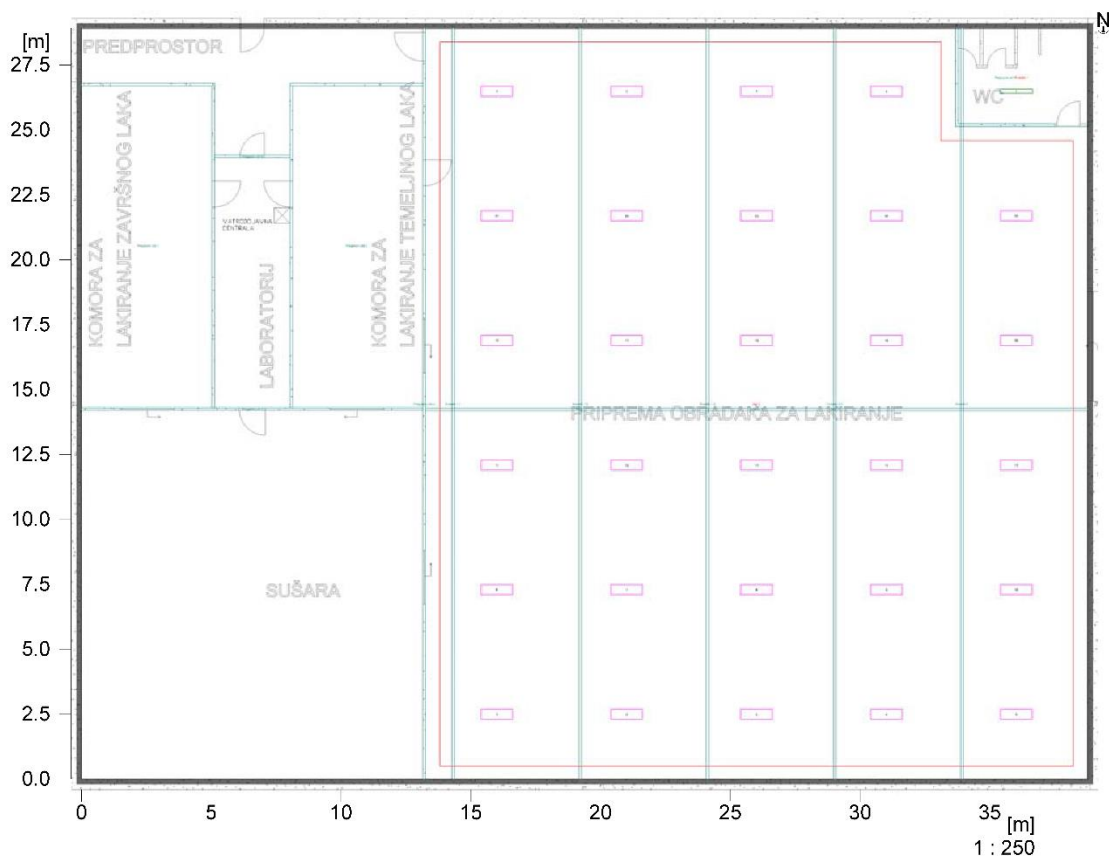 N
[m]
27.5
25.0
22.5
20.0
17.5
15.0
12.5
10.0
7.5
5.0
2.5
0.0
PREDPROSTOR
KOMORA ZA
LAKIRANJE ZAVRŠNOG LAKA
CENTRALA
LABORATORIJ
KOMORA ZA
LAKIRANJE TEMELJNOG LAKA
WC
PRIPREMA OBRADAKA ZA LAKIRANJE
SUŠARA
0 5 10 15 20 25 30 35
[m]
1 : 250